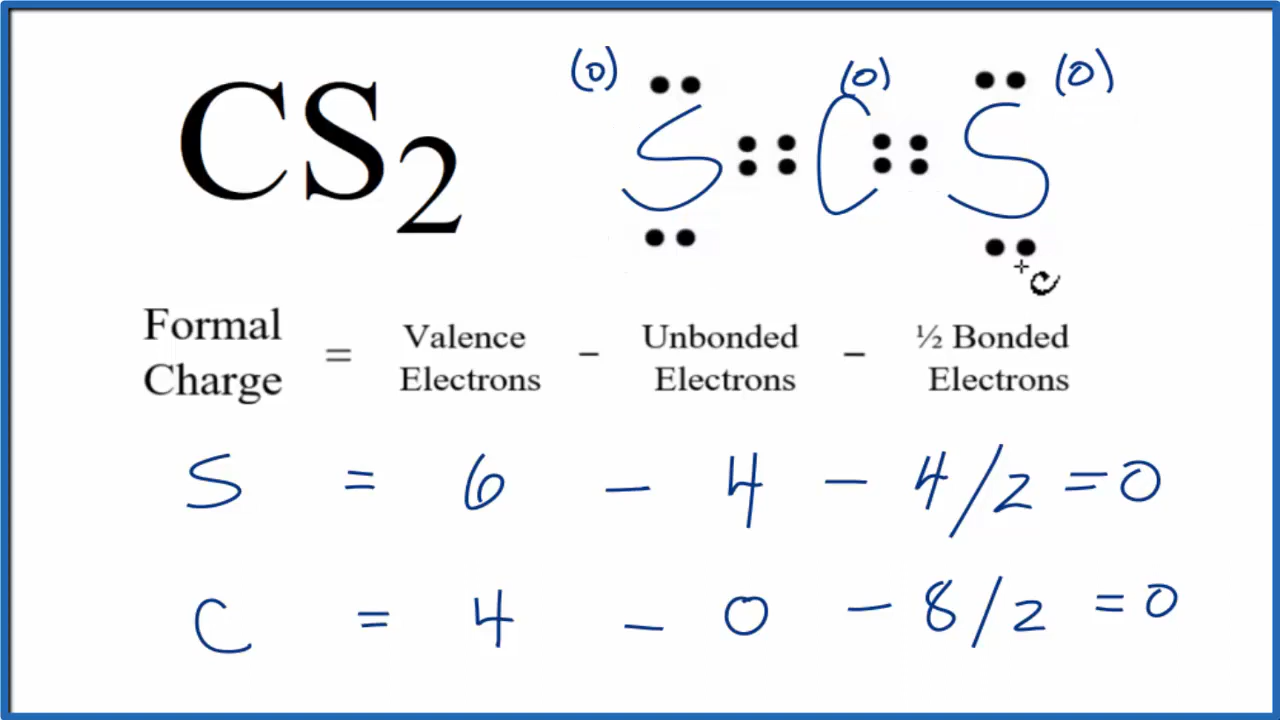 CS2
(0) (0) (0)
S C S
Formal Charge = Valence Electrons − Unbonded Electrons − ½ Bonded Electrons
S = 6 − 4 − 4/2 = 0
C = 4 − 0 − 8/2 = 0